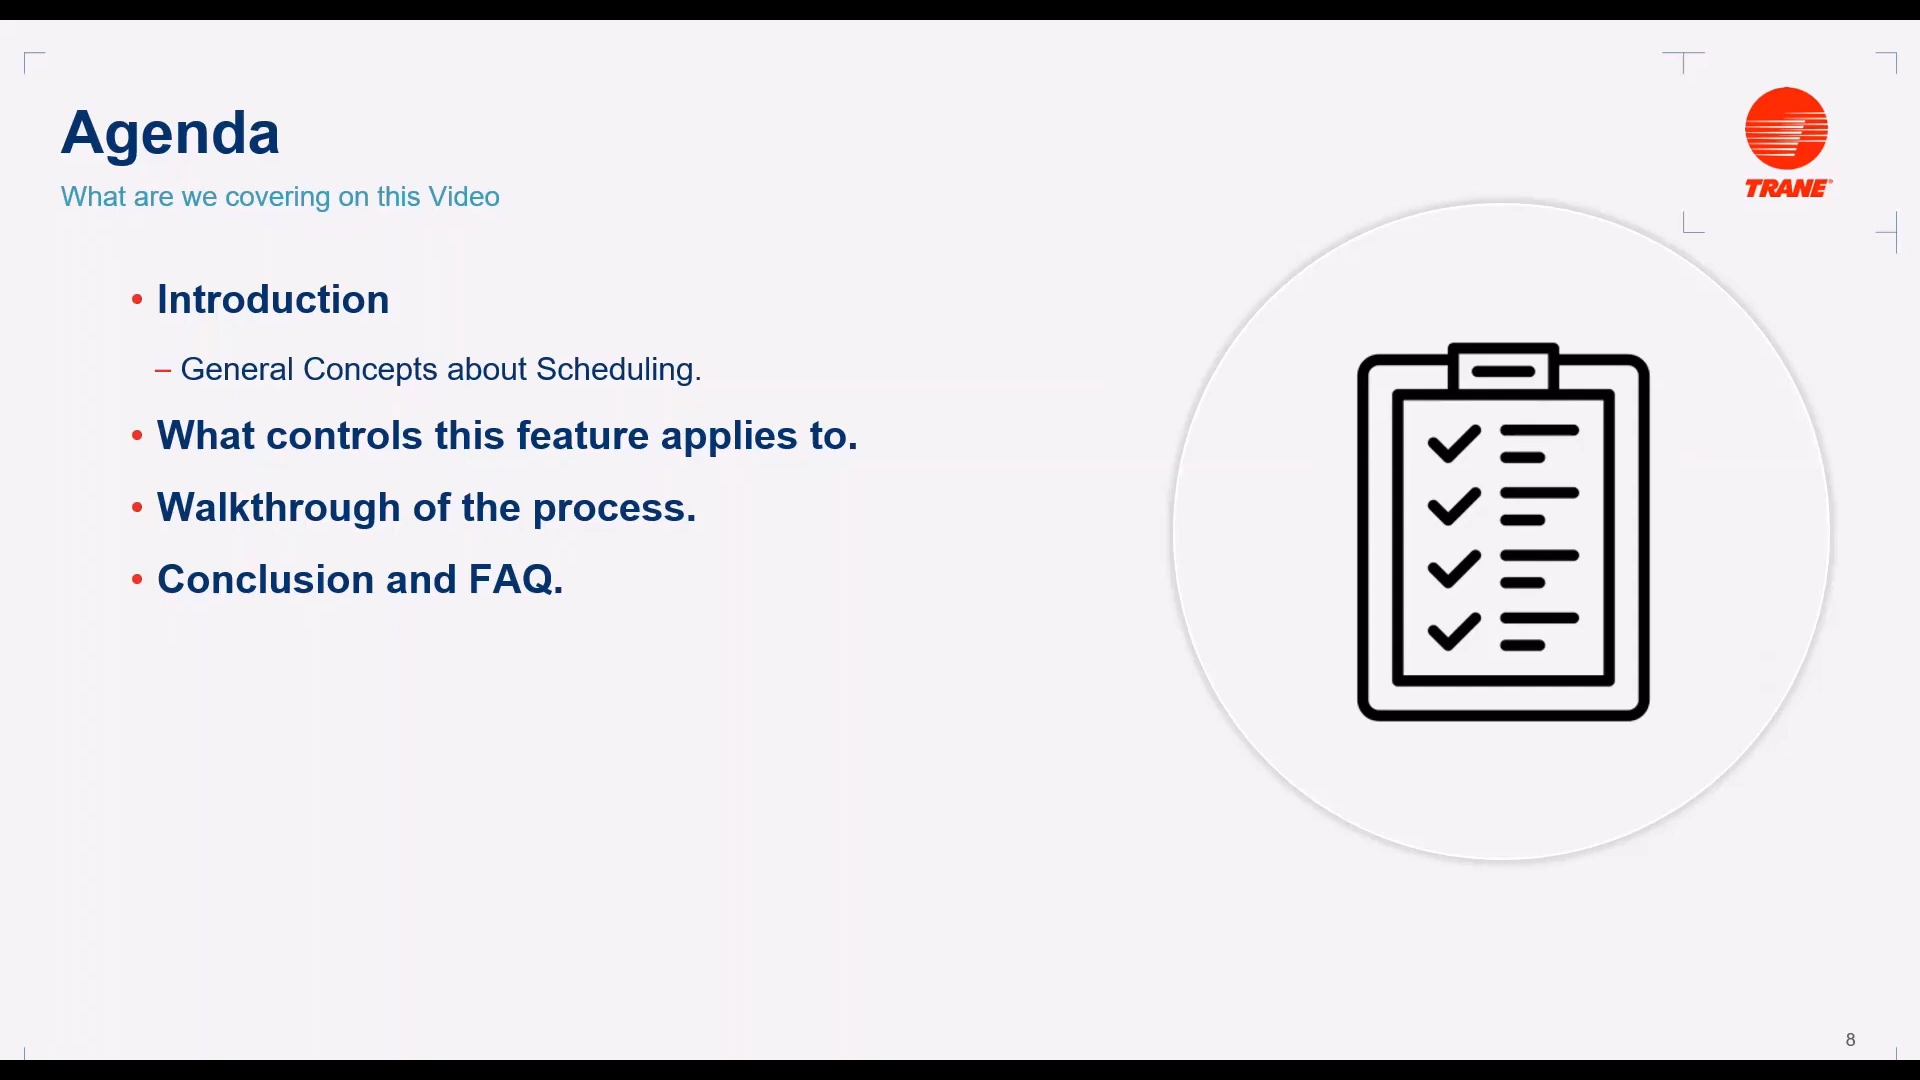 Agenda
What are we covering on this Video
TRANE®
• Introduction
– General Concepts about Scheduling.
• What controls this feature applies to.
• Walkthrough of the process.
• Conclusion and FAQ.
8